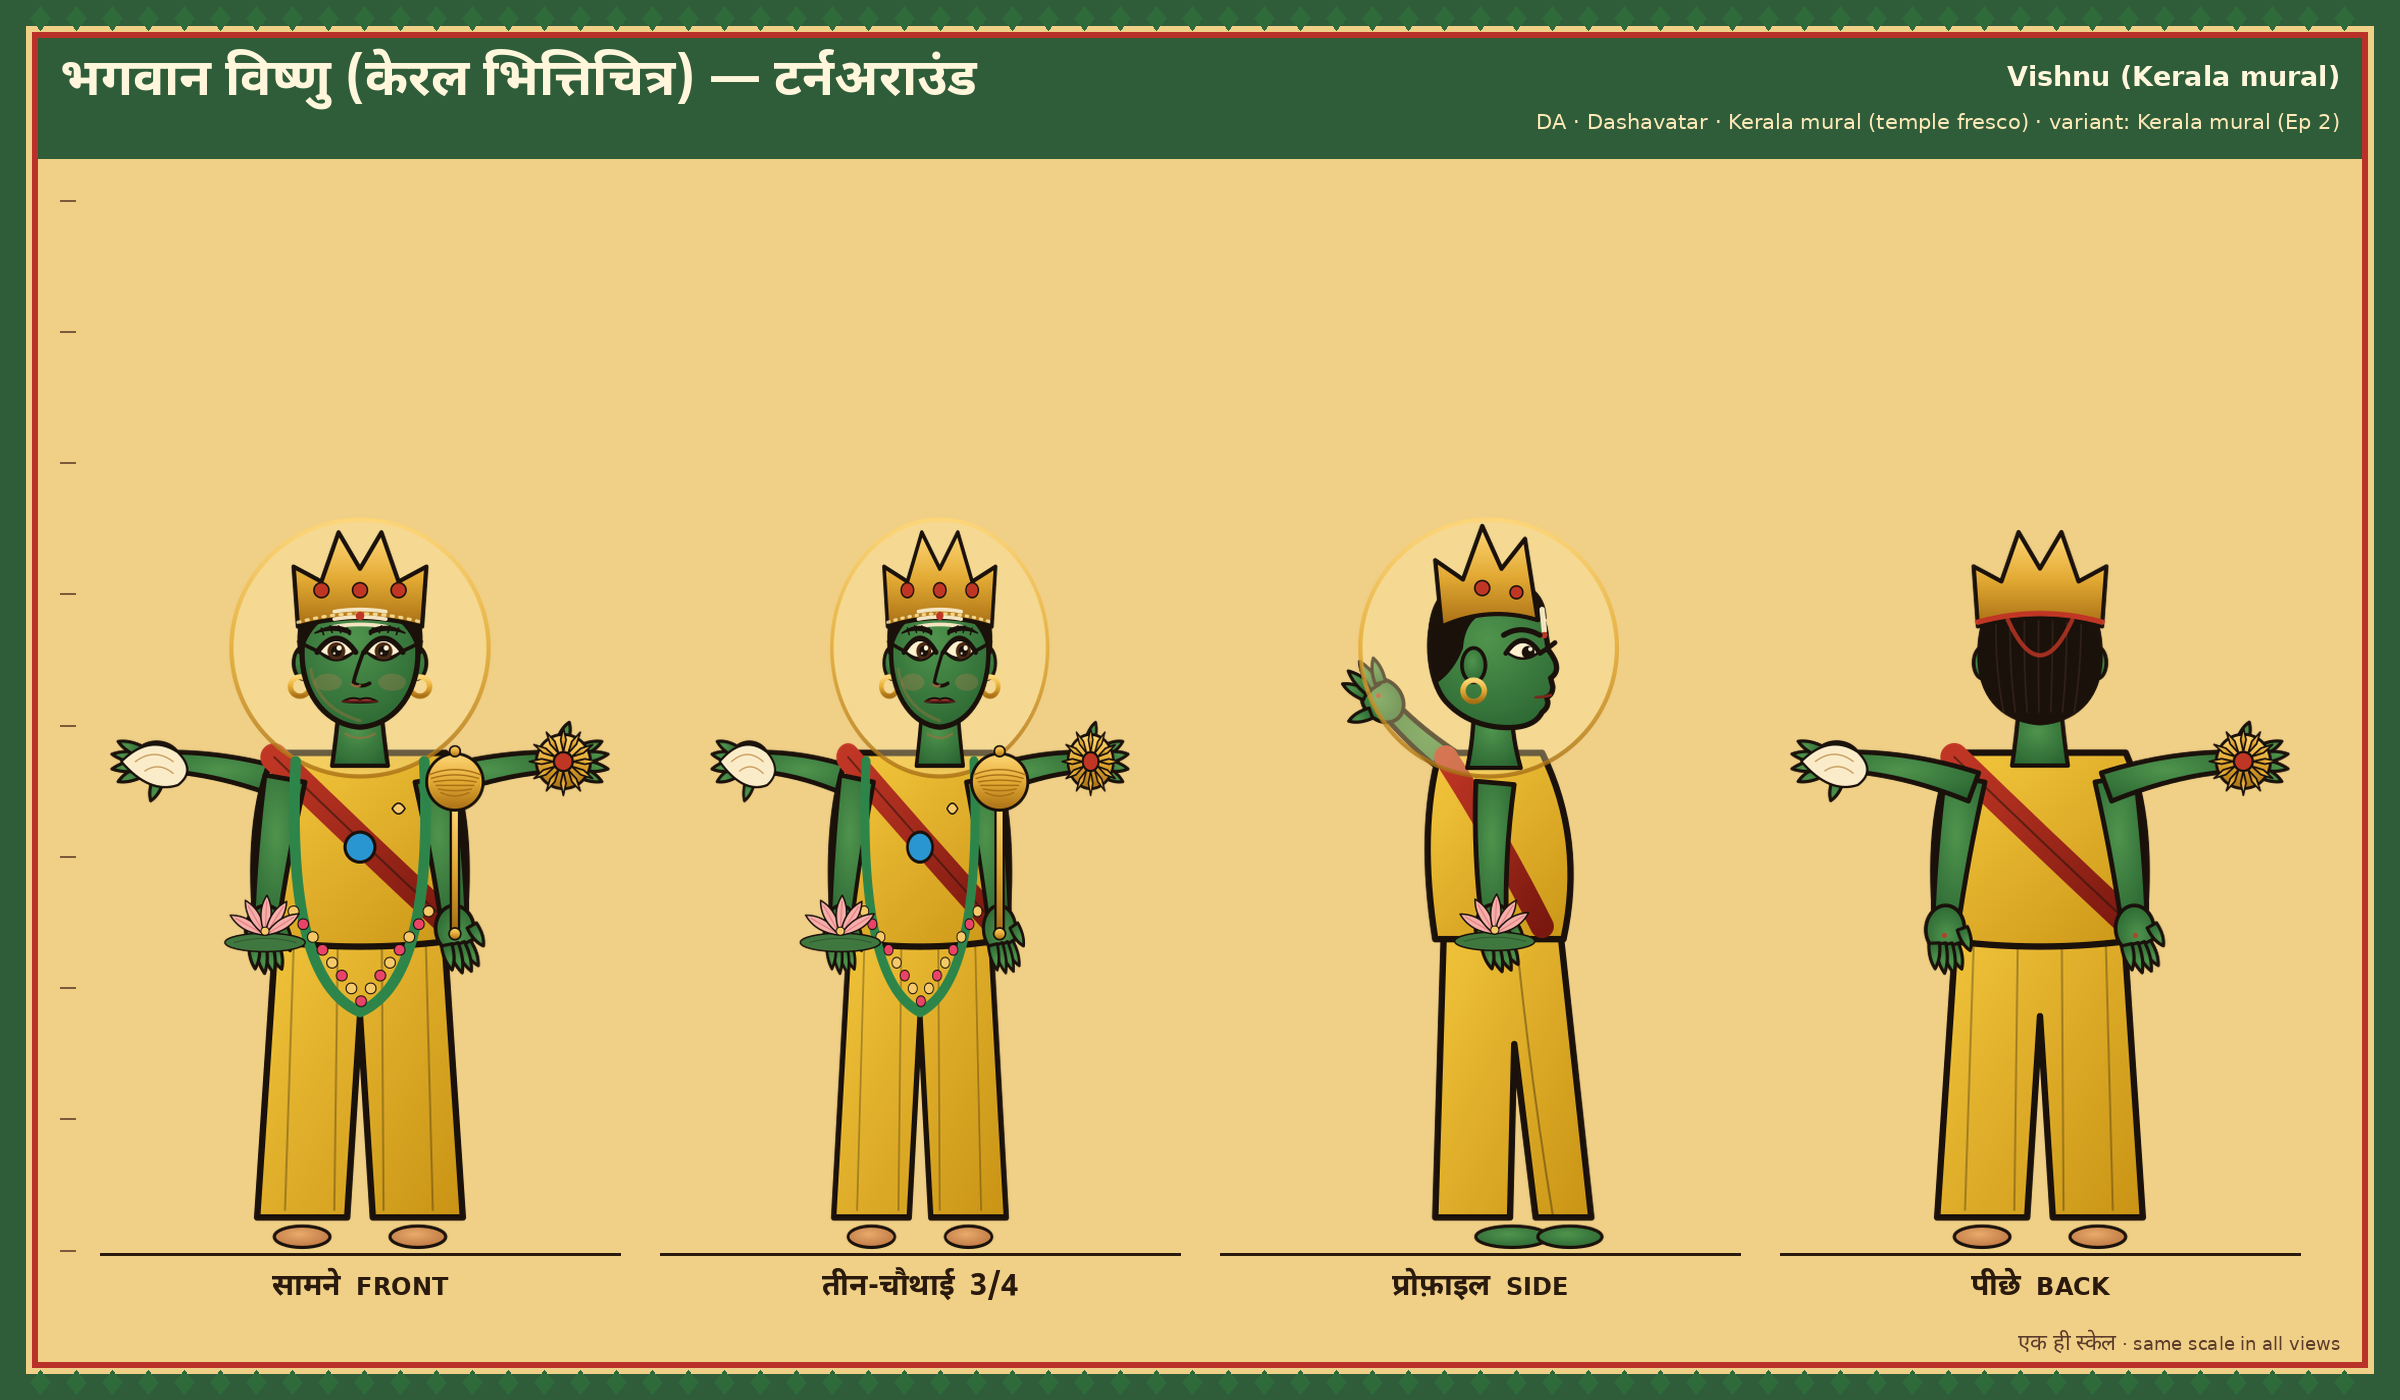 भगवान विष्णु (केरल भित्तिचित्र) — टर्नअराउंड
Vishnu (Kerala mural)
DA · Dashavatar · Kerala mural (temple fresco) · variant: Kerala mural (Ep 2)
सामने FRONT
तीन-चौथाई 3/4
प्रोफ़ाइल SIDE
पीछे BACK
एक ही स्केल · same scale in all views